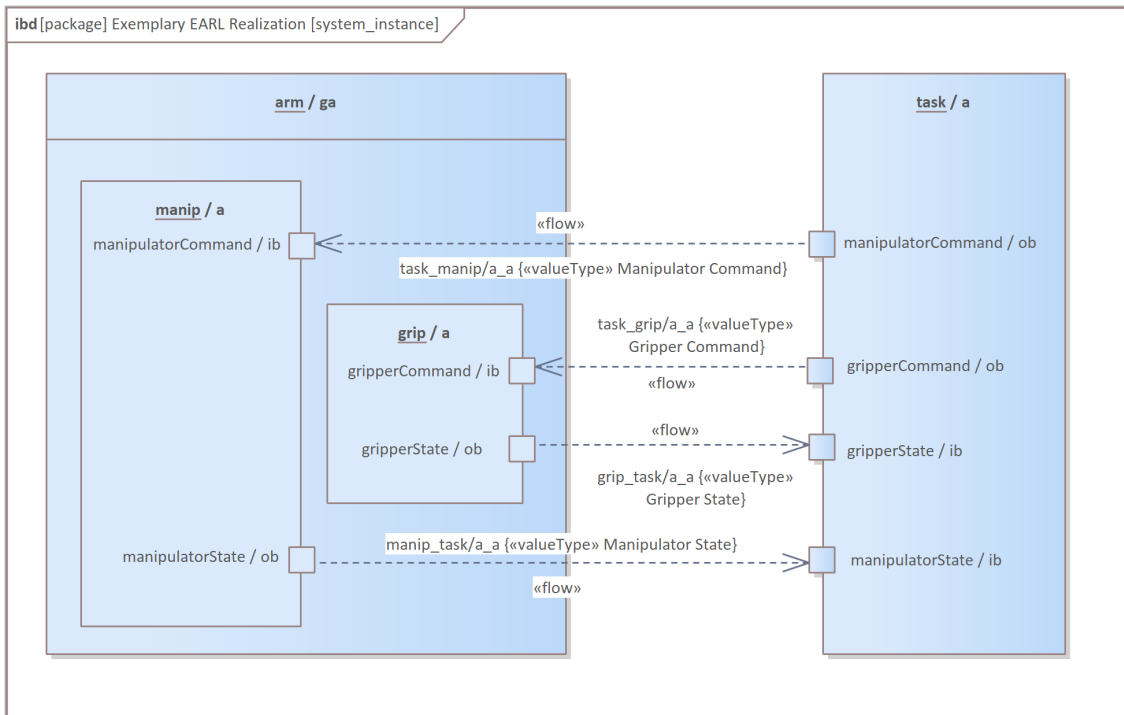 ibd [package] Exemplary EARL Realization [system_instance]
arm / ga
task / a
manip / a
manipulatorCommand / ib
«flow»
manipulatorCommand / ob
task_manip/a_a {«valueType» Manipulator Command}
grip / a
task_grip/a_a {«valueType»
Gripper Command}
gripperCommand / ib
gripperCommand / ob
«flow»
«flow»
gripperState / ob
gripperState / ib
grip_task/a_a {«valueType»
Gripper State}
manip_task/a_a {«valueType» Manipulator State}
manipulatorState / ob
manipulatorState / ib
«flow»